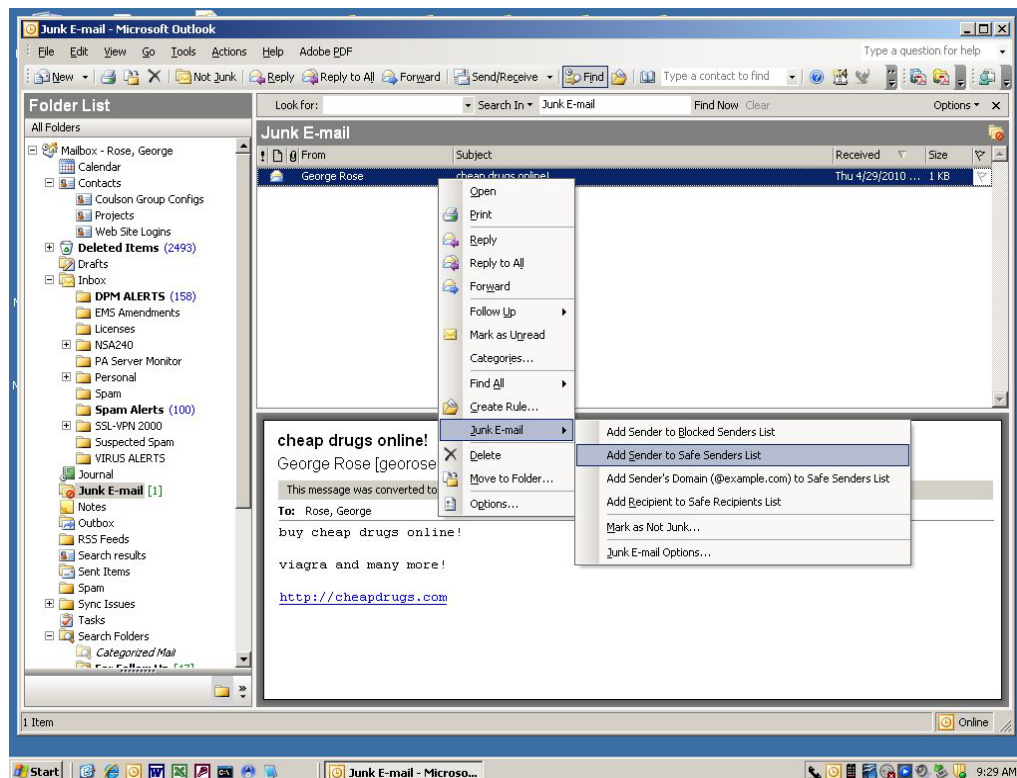 Junk E-mail - Microsoft Outlook
File Edit View Go Tools Actions Help Adobe PDF
Type a question for help
New Not Junk Reply Reply to All Forward Send/Receive Find Type a contact to find
Folder List
Look for: Search In Junk E-mail Find Now Clear Options
All Folders
Junk E-mail
From Subject Received Size
George Rose cheap drugs online! Thu 4/29/2010 ... 1 KB
Mailbox - Rose, George
Calendar
Contacts
Coulson Group Configs
Projects
Web Site Logins
Deleted Items (2493)
Drafts
Inbox
DPM ALERTS (158)
EMS Amendments
Licenses
NSA240
PA Server Monitor
Personal
Spam
Spam Alerts (100)
SSL-VPN 2000
Suspected Spam
VIRUS ALERTS
Journal
Junk E-mail [1]
Notes
Outbox
RSS Feeds
Search results
Sent Items
Spam
Sync Issues
Tasks
Search Folders
Categorized Mail
For Follow Up [47]
Open
Print
Reply
Reply to All
Forward
Follow Up
Mark as Unread
Categories...
Find All
Create Rule...
Junk E-mail
Delete
Move to Folder...
Options...
Add Sender to Blocked Senders List
Add Sender to Safe Senders List
Add Sender's Domain (@example.com) to Safe Senders List
Add Recipient to Safe Recipients List
Mark as Not Junk...
Junk E-mail Options...
cheap drugs online!
George Rose [georose
This message was converted to
To: Rose, George
buy cheap drugs online!
viagra and many more!
http://cheapdrugs.com
1 Item
Online
Start
Junk E-mail - Microso...
9:29 AM